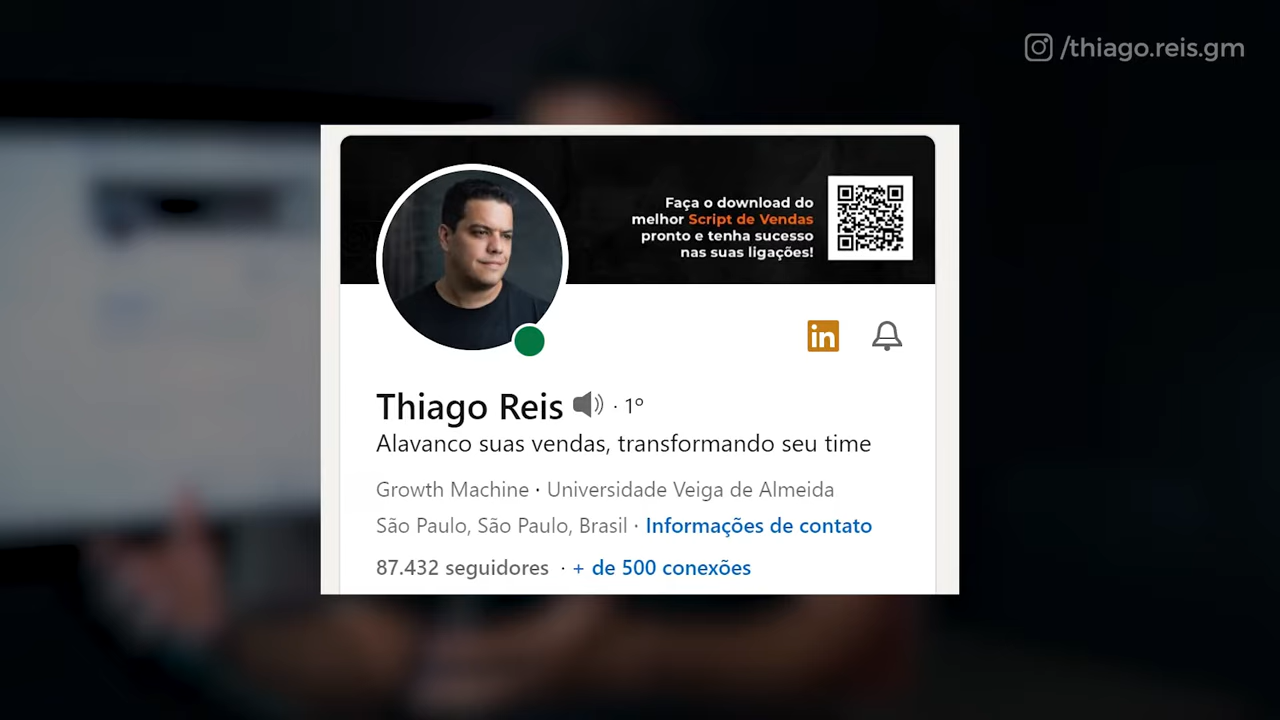 /thiago.reis.gm
Faça o download do
melhor Script de Vendas
pronto e tenha sucesso
nas suas ligações!
in
Thiago Reis · 1º
Alavanco suas vendas, transformando seu time
Growth Machine · Universidade Veiga de Almeida
São Paulo, São Paulo, Brasil · Informações de contato
87.432 seguidores · + de 500 conexões